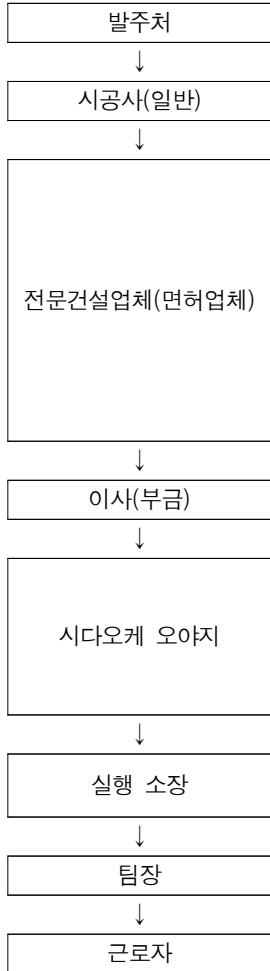 발주처
↓
시공사(일반)
↓
전문건설업체(면허업체)
↓
이사(부금)
↓
시다오케 오야지
↓
실행 소장
↓
팀장
↓
근로자